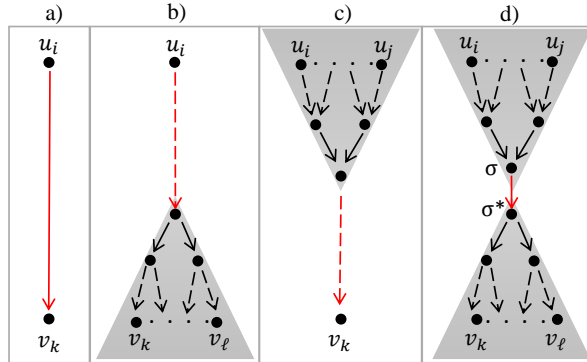 a) b) c) d)
u_i u_i u_i u_j u_i u_j
σ
σ*
v_k v_k v_ℓ v_k v_k v_ℓ